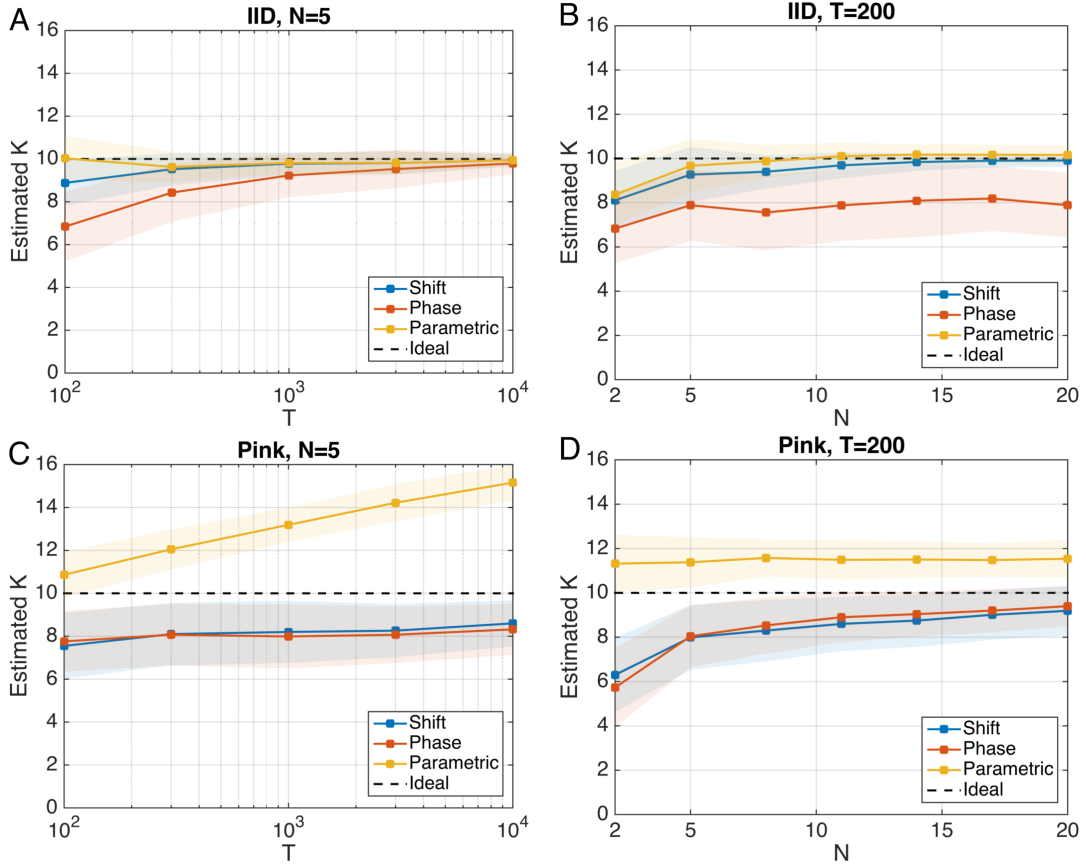 A
IID, N=5
16
14
12
10
8
6
4
2
0
Estimated K
10^2
10^3
10^4
T
Shift
Phase
Parametric
Ideal
B
IID, T=200
16
14
12
10
8
6
4
2
0
Estimated K
2
5
10
15
20
N
Shift
Phase
Parametric
Ideal
C
Pink, N=5
16
14
12
10
8
6
4
2
0
Estimated K
10^2
10^3
10^4
T
Shift
Phase
Parametric
Ideal
D
Pink, T=200
16
14
12
10
8
6
4
2
0
Estimated K
2
5
10
15
20
N
Shift
Phase
Parametric
Ideal